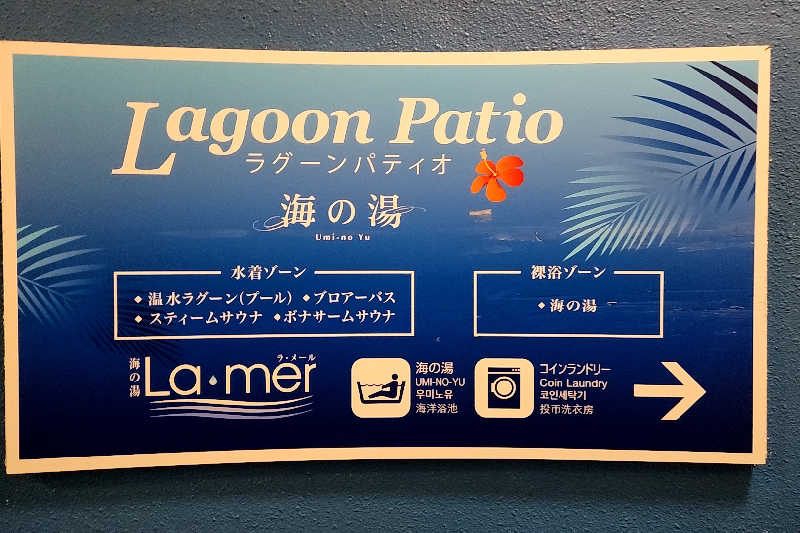 Lagoon Patio
ラグーンパティオ
海の湯
Umi-no Yu
水着ゾーン
◆温水ラグーン(プール) ◆ブロアーバス
◆スティームサウナ ◆ボナサームサウナ
裸浴ゾーン
◆海の湯
海の湯
ラ・メール
La・mer
海の湯
UMI-NO-YU
우미노유
海洋浴池
コインランドリー
Coin Laundry
코인세탁기
投币洗衣房